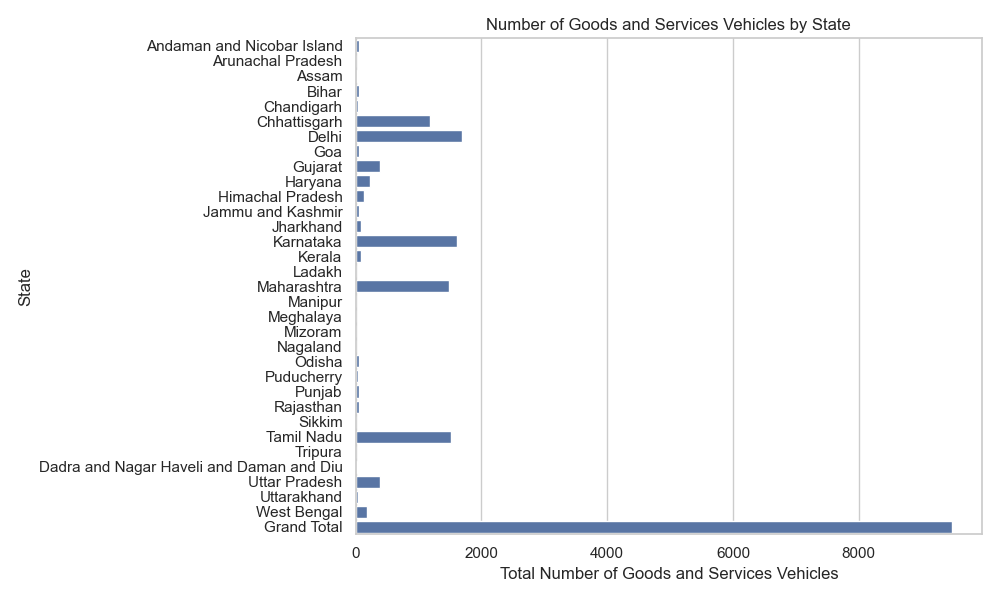 Number of Goods and Services Vehicles by State
Andaman and Nicobar Island
Arunachal Pradesh
Assam
Bihar
Chandigarh
Chhattisgarh
Delhi
Goa
Gujarat
Haryana
Himachal Pradesh
Jammu and Kashmir
Jharkhand
Karnataka
Kerala
Ladakh
Maharashtra
Manipur
Meghalaya
Mizoram
Nagaland
Odisha
Puducherry
Punjab
Rajasthan
Sikkim
Tamil Nadu
Tripura
Dadra and Nagar Haveli and Daman and Diu
Uttar Pradesh
Uttarakhand
West Bengal
Grand Total
State
0 2000 4000 6000 8000
Total Number of Goods and Services Vehicles